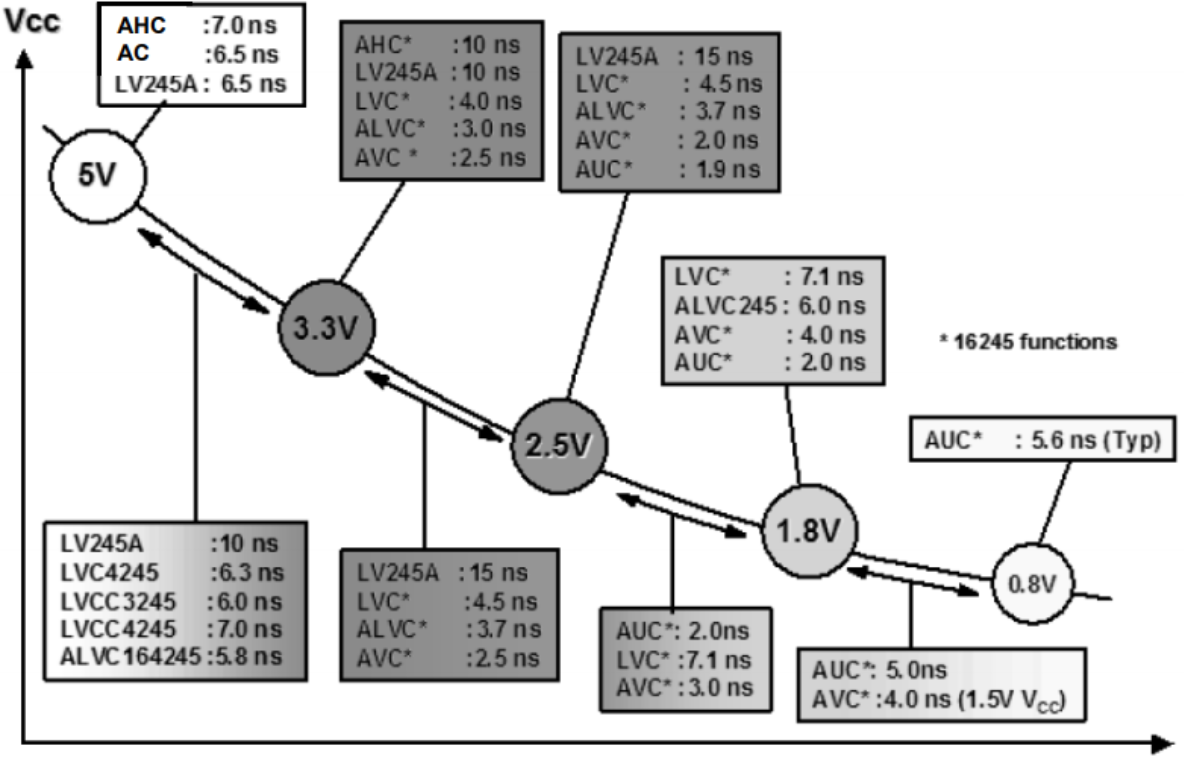 Vcc
AHC :7.0 ns
AC :6.5 ns
LV245A : 6.5 ns
AHC* :10 ns
LV245A :10 ns
LVC* :4.0 ns
ALVC* :3.0 ns
AVC * :2.5 ns
LV245A : 15 ns
LVC* : 4.5 ns
ALVC* : 3.7 ns
AVC* : 2.0 ns
AUC* : 1.9 ns
5V
3.3V
LVC* : 7.1 ns
ALVC245 : 6.0 ns
AVC* : 4.0 ns
AUC* : 2.0 ns
* 16245 functions
2.5V
AUC* : 5.6 ns (Typ)
1.8V
0.8V
LV245A :10 ns
LVC4245 :6.3 ns
LVCC3245 :6.0 ns
LVCC4245 :7.0 ns
ALVC164245 :5.8 ns
LV245A : 15 ns
LVC* :4.5 ns
ALVC* :3.7 ns
AVC* :2.5 ns
AUC*: 2.0ns
LVC* :7.1 ns
AVC* :3.0 ns
AUC*: 5.0ns
AVC* :4.0 ns (1.5V VCC)